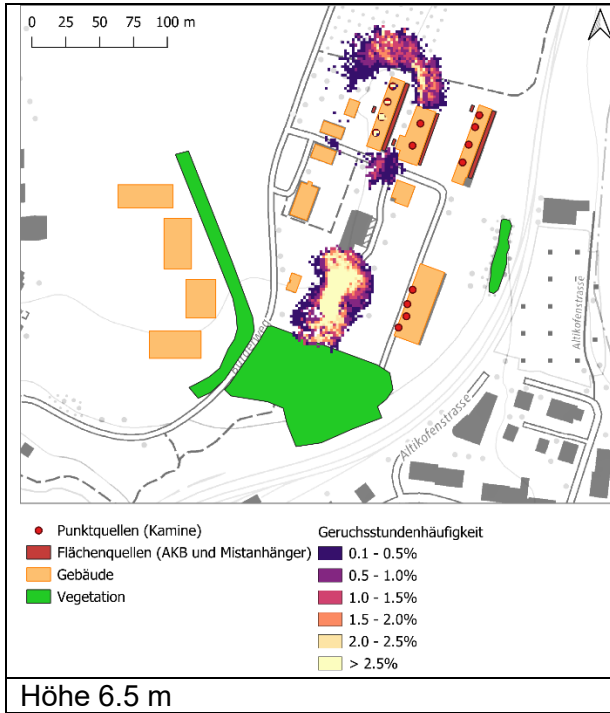 0 25 50 75 100 m
Burgerweg
Altikofenstrasse
Altikofenstrasse
Punktquellen (Kamine)
Flächenquellen (AKB und Mistanhänger)
Gebäude
Vegetation
Geruchsstundenhäufigkeit
0.1 - 0.5%
0.5 - 1.0%
1.0 - 1.5%
1.5 - 2.0%
2.0 - 2.5%
> 2.5%
Höhe 6.5 m